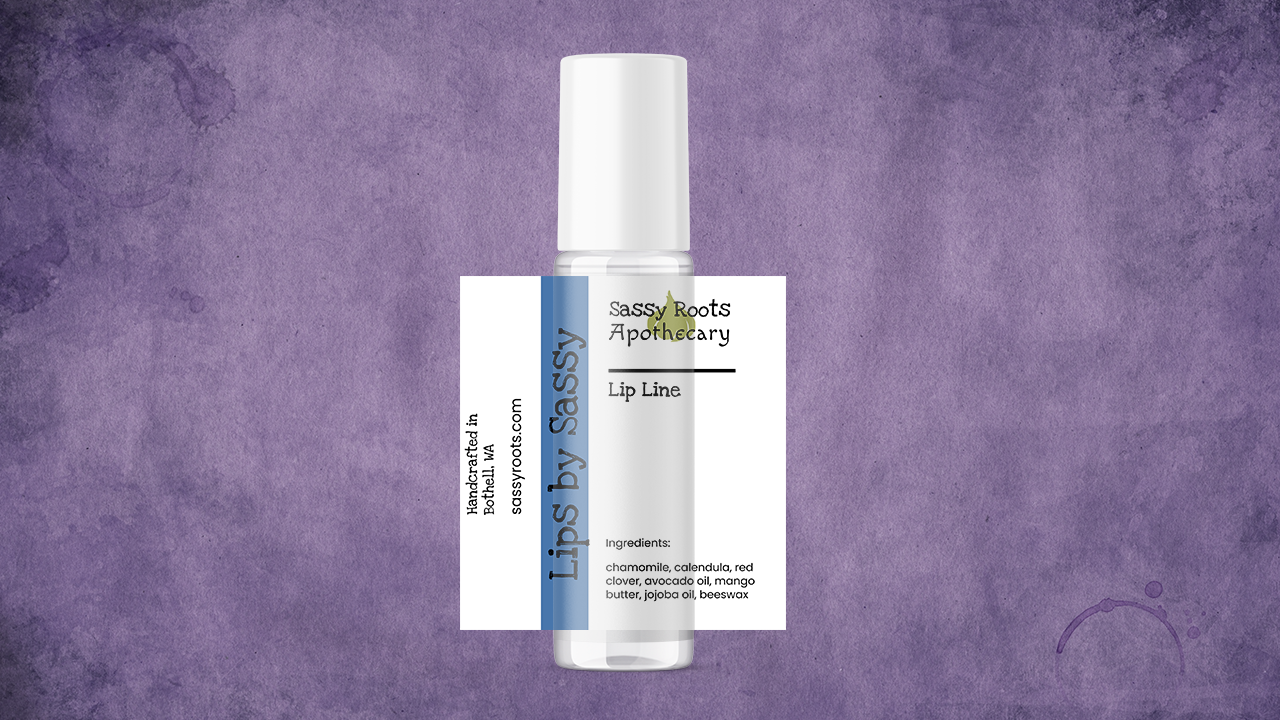 Handcrafted in
Bothell, WA
sassyroots.com
Lips by Sassy
Sassy Roots
Apothecary
Lip Line
Ingredients:
chamomile, calendula, red
clover, avocado oil, mango
butter, jojoba oil, beeswax